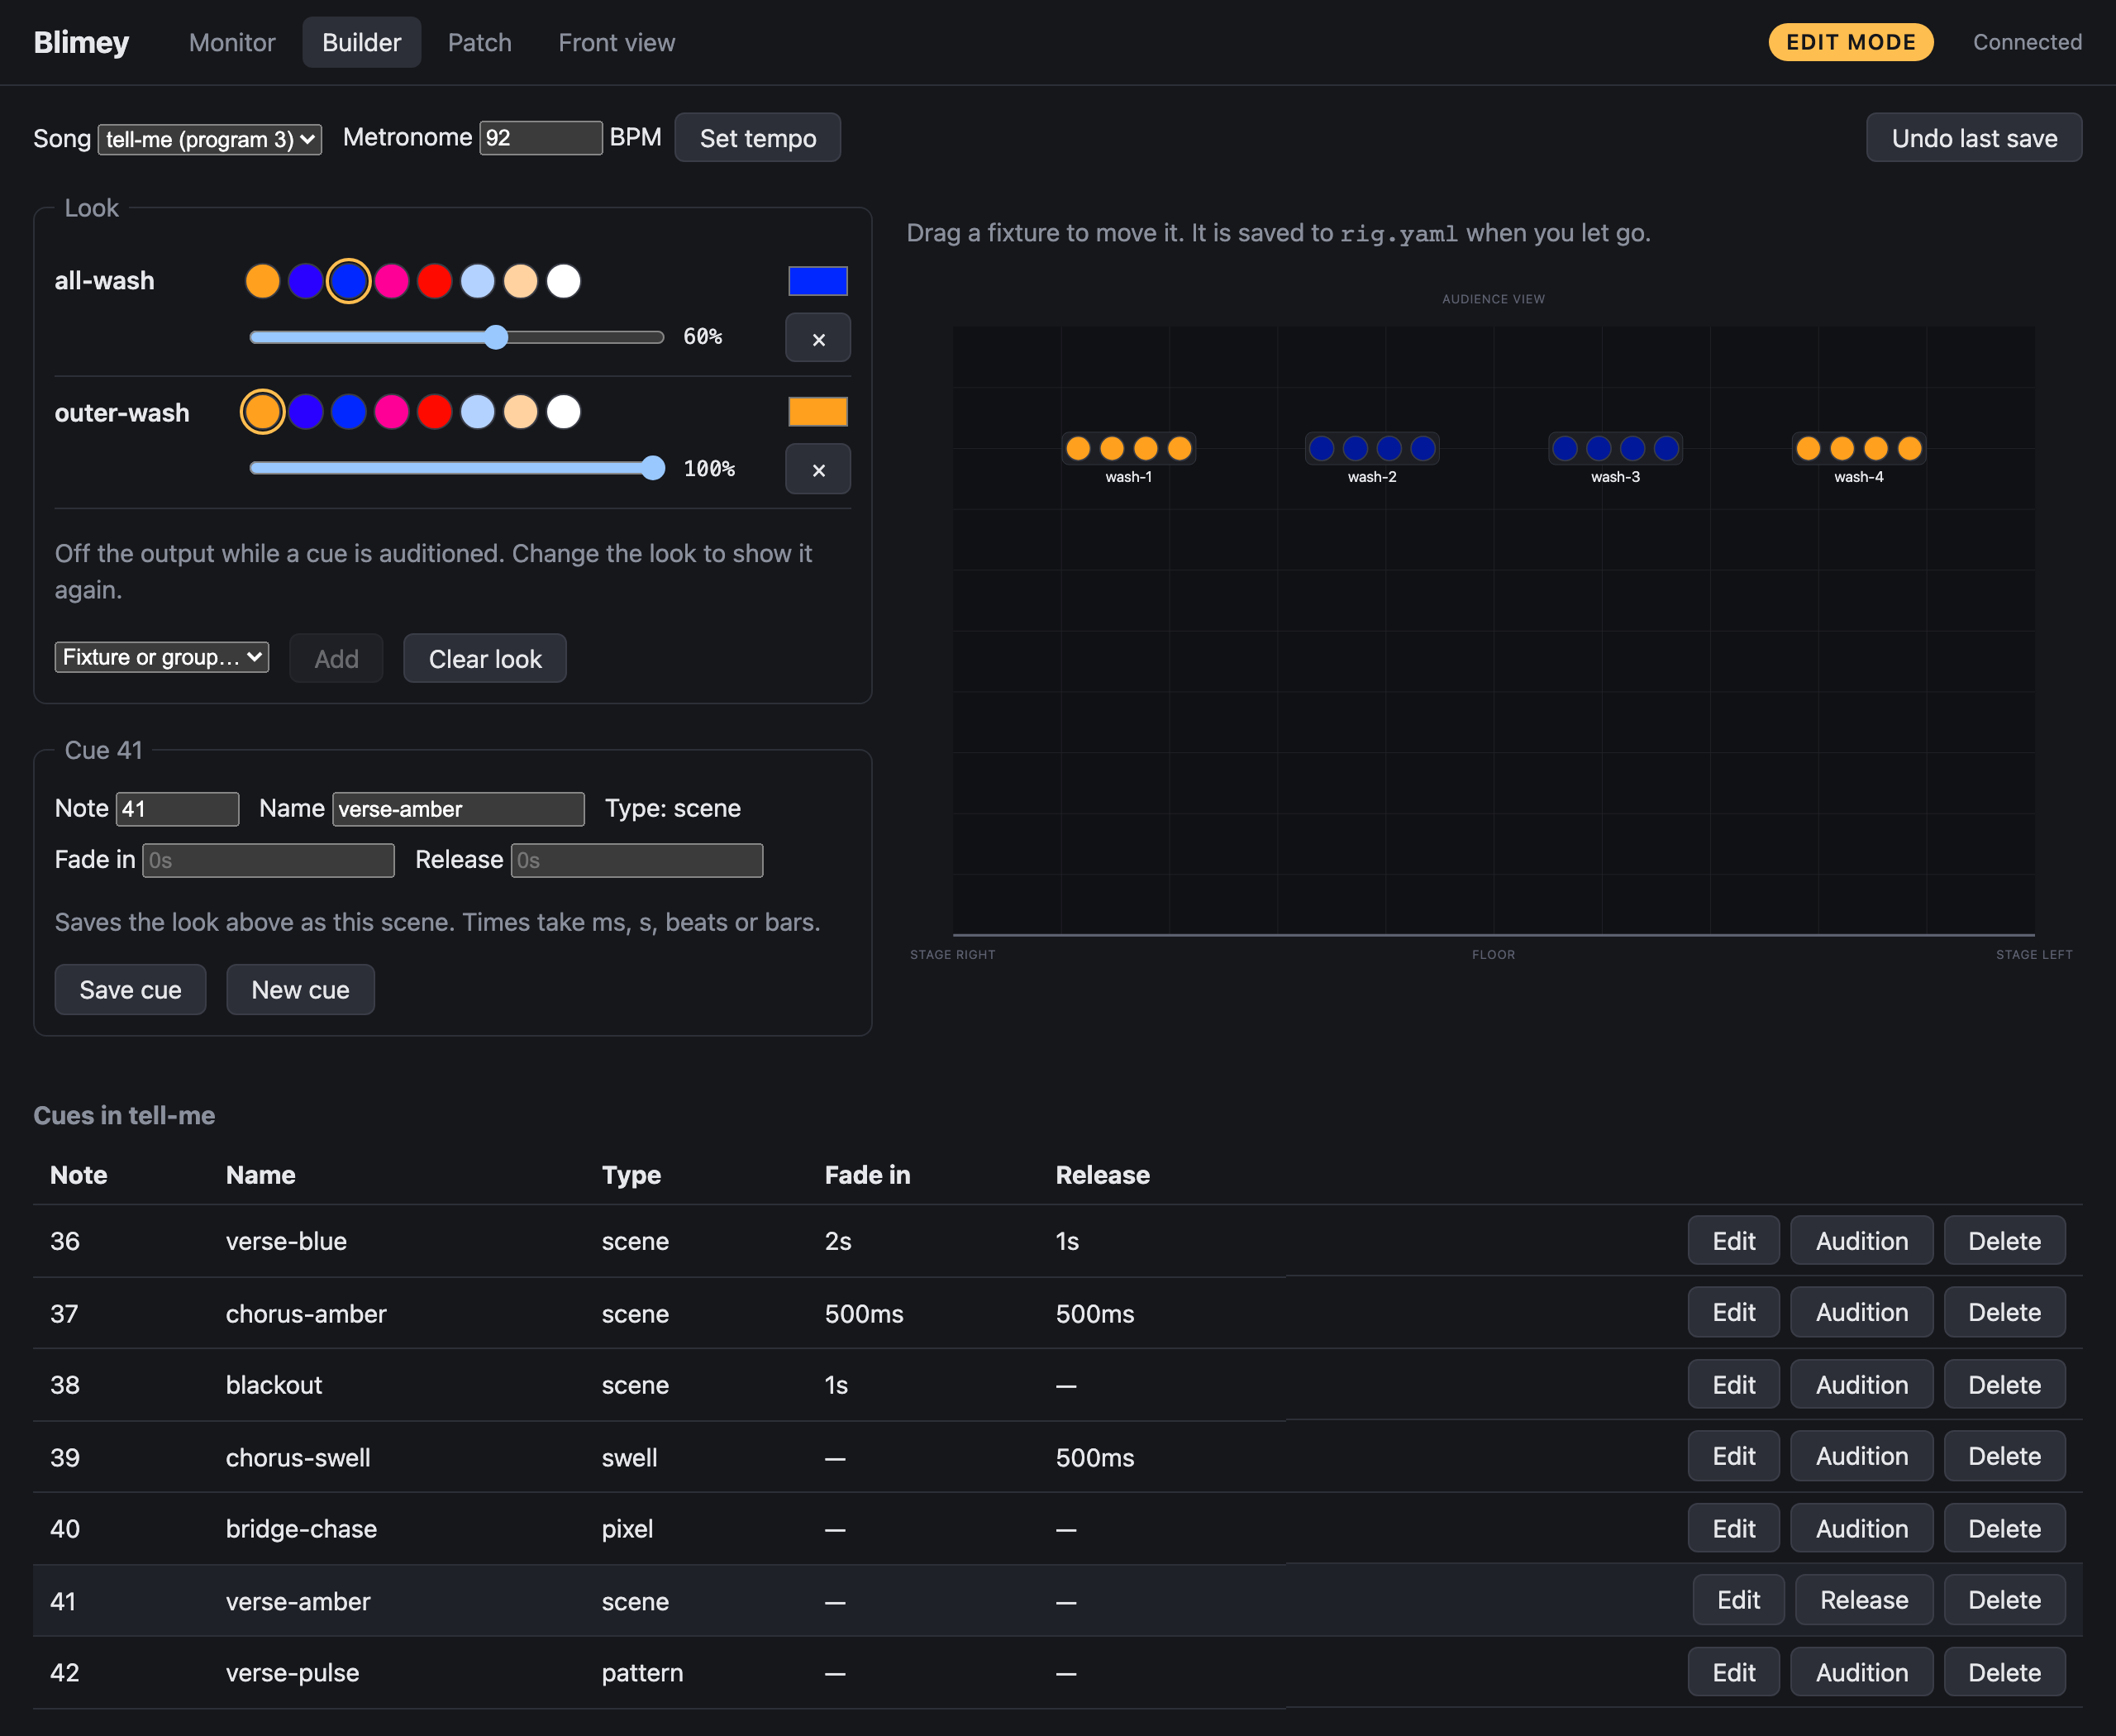 Blimey Monitor Builder Patch Front view EDIT MODE Connected
Song tell-me (program 3) Metronome 92 BPM Set tempo Undo last save
Look
all-wash
60% ×
outer-wash
100% ×
Off the output while a cue is auditioned. Change the look to show it
again.
Fixture or group... Add Clear look
Drag a fixture to move it. It is saved to rig.yaml when you let go.
AUDIENCE VIEW
wash-1 wash-2 wash-3 wash-4
STAGE RIGHT FLOOR STAGE LEFT
Cue 41
Note 41 Name verse-amber Type: scene
Fade in 0s Release 0s
Saves the look above as this scene. Times take ms, s, beats or bars.
Save cue New cue
Cues in tell-me
Note Name Type Fade in Release
36 verse-blue scene 2s 1s Edit Audition Delete
37 chorus-amber scene 500ms 500ms Edit Audition Delete
38 blackout scene 1s — Edit Audition Delete
39 chorus-swell swell — 500ms Edit Audition Delete
40 bridge-chase pixel — — Edit Audition Delete
41 verse-amber scene — — Edit Release Delete
42 verse-pulse pattern — — Edit Audition Delete